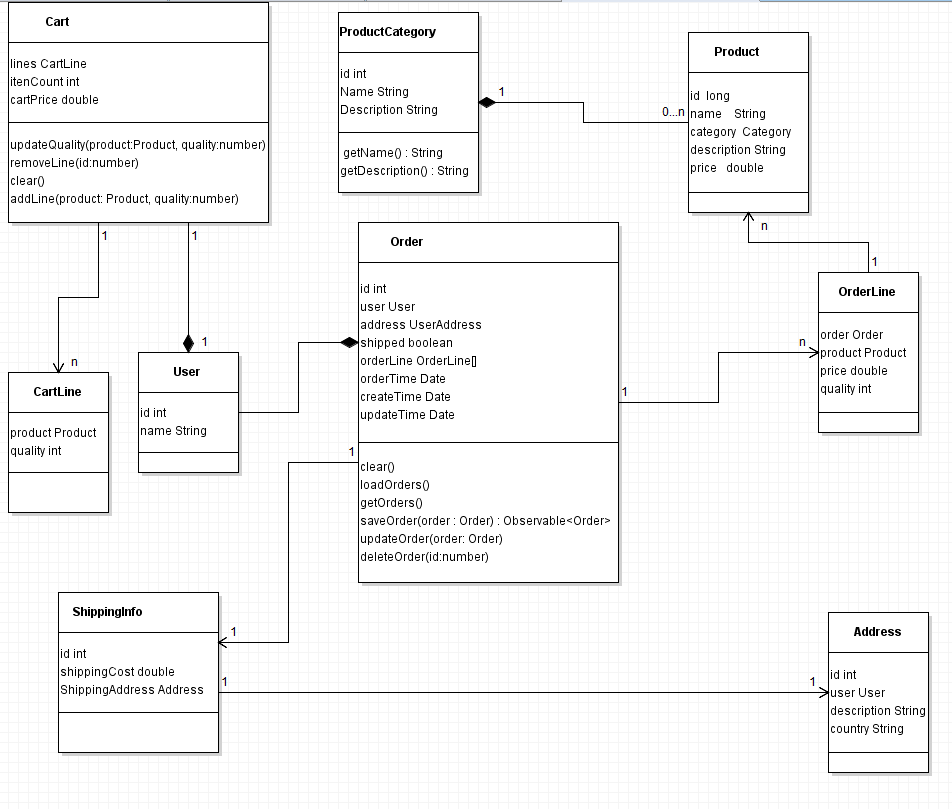 Cart
lines CartLine
itenCount int
cartPrice double
updateQuality(product:Product, quality:number)
removeLine(id:number)
clear()
addLine(product: Product, quality:number)
1
1
ProductCategory
id int
Name String
Description String
getName() : String
getDescription() : String
1
0...n
Product
id long
name String
category Category
description String
price double
n
1
OrderLine
order Order
product Product
price double
quality int
n
Order
id int
user User
address UserAddress
shipped boolean
orderLine OrderLine[]
orderTime Date
createTime Date
updateTime Date
clear()
loadOrders()
getOrders()
saveOrder(order : Order) : Observable<Order>
updateOrder(order: Order)
deleteOrder(id:number)
1
1
1
User
id int
name String
n
CartLine
product Product
quality int
ShippingInfo
id int
shippingCost double
ShippingAddress Address
1
1
1
Address
id int
user User
description String
country String